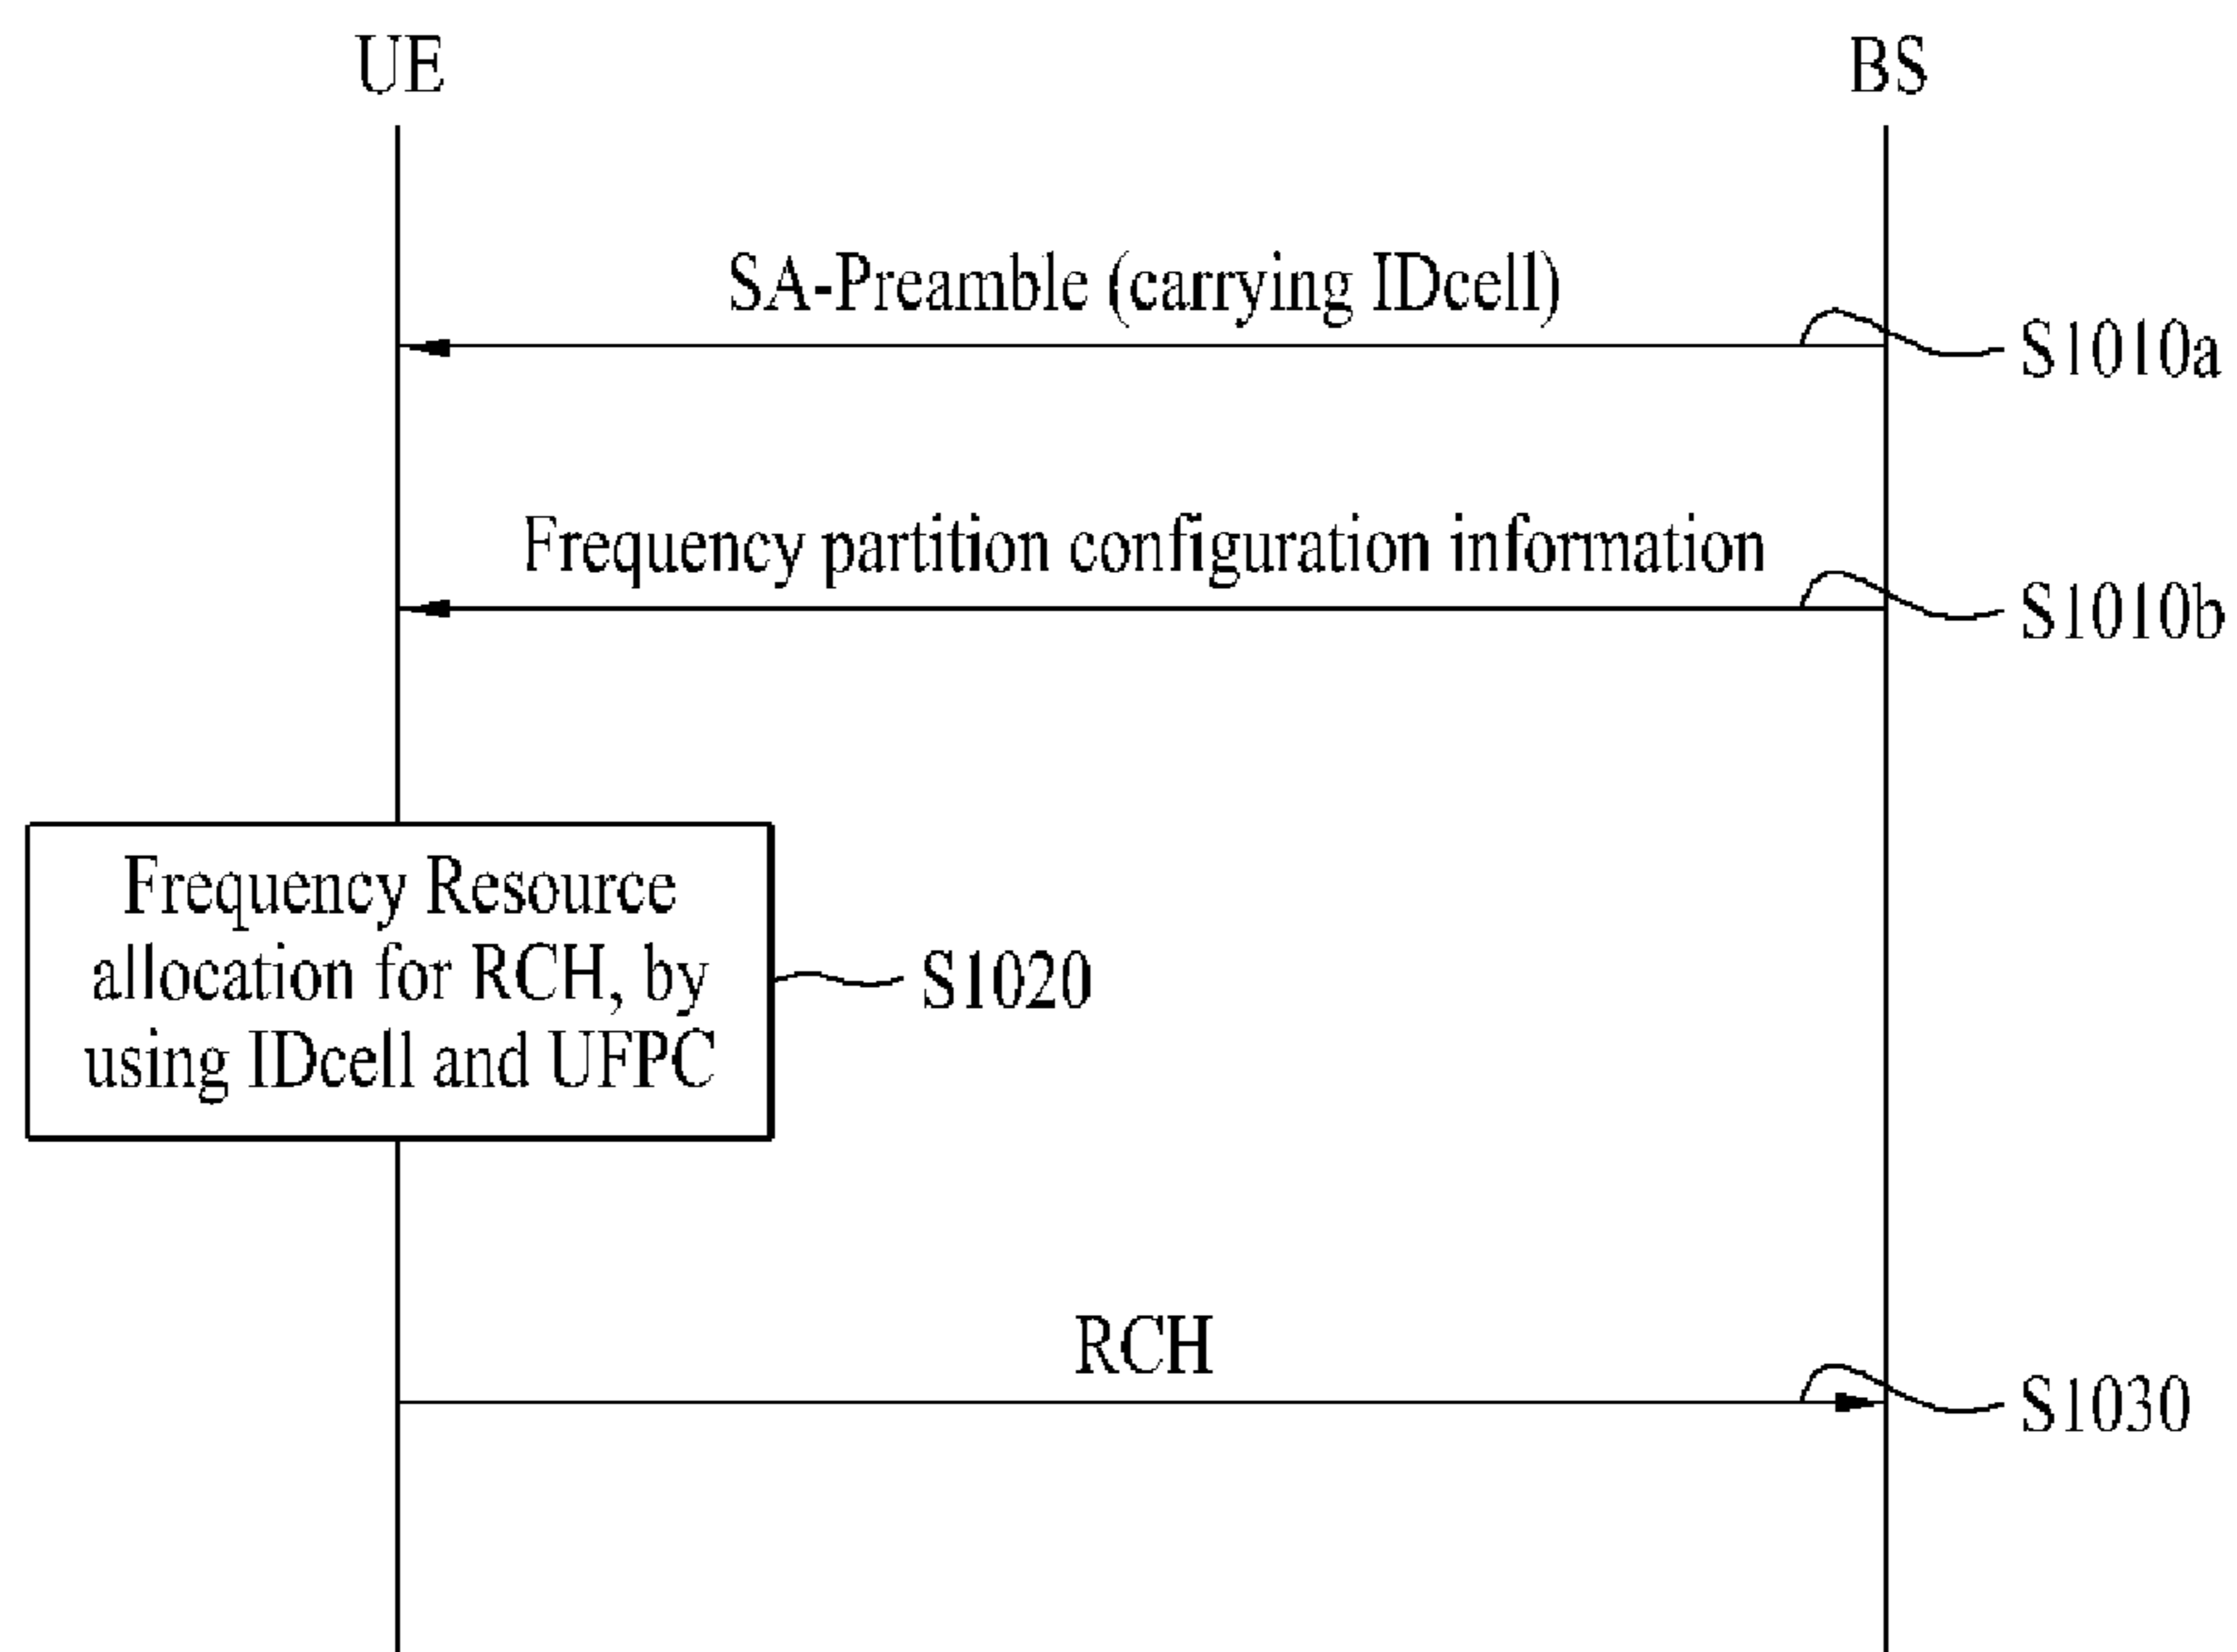 UE
BS
SA-Preamble (carrying IDcell)
S1010a
Frequency partition configuration information
S1010b
Frequency Resource
allocation for RCH, by
using IDcell and UFPC
S1020
RCH
S1030